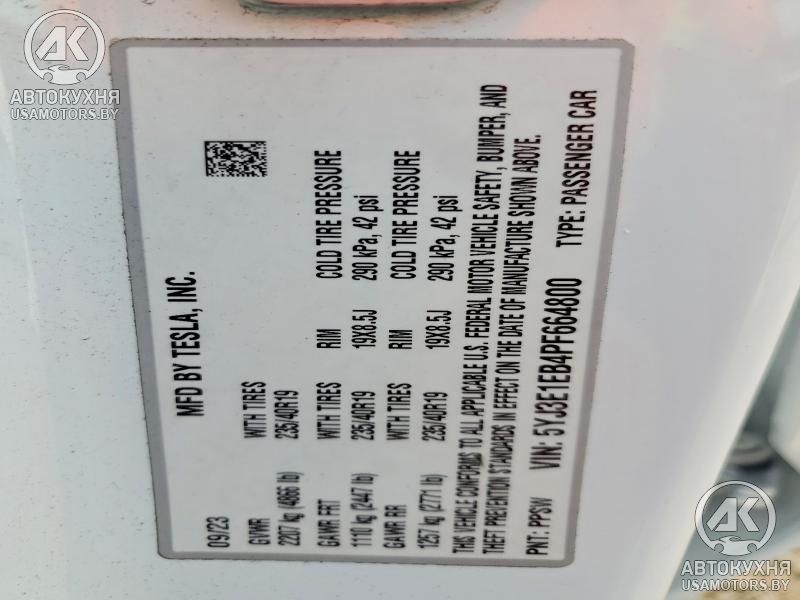 MFD BY TESLA, INC.
09/23
GVWR WITH TIRES
2207 kg (4866 lb) 235/40R19
GAWR FRT WITH TIRES RIM COLD TIRE PRESSURE
1110 kg (2447 lb) 235/40R19 19X8.5J 290 kPa, 42 psi
GAWR RR WITH TIRES RIM COLD TIRE PRESSURE
1257 kg (2771 lb) 235/40R19 19X8.5J 290 kPa, 42 psi
THIS VEHICLE CONFORMS TO ALL APPLICABLE U.S. FEDERAL MOTOR VEHICLE SAFETY, BUMPER, AND
THEFT PREVENTION STANDARDS IN EFFECT ON THE DATE OF MANUFACTURE SHOWN ABOVE.
PNT: PPSW VIN: 5YJ3E1EB4PF664800 TYPE: PASSENGER CAR
АК
АВТОКУХНЯ
USAMOTORS.BY
АК
АВТОКУХНЯ
USAMOTORS.BY